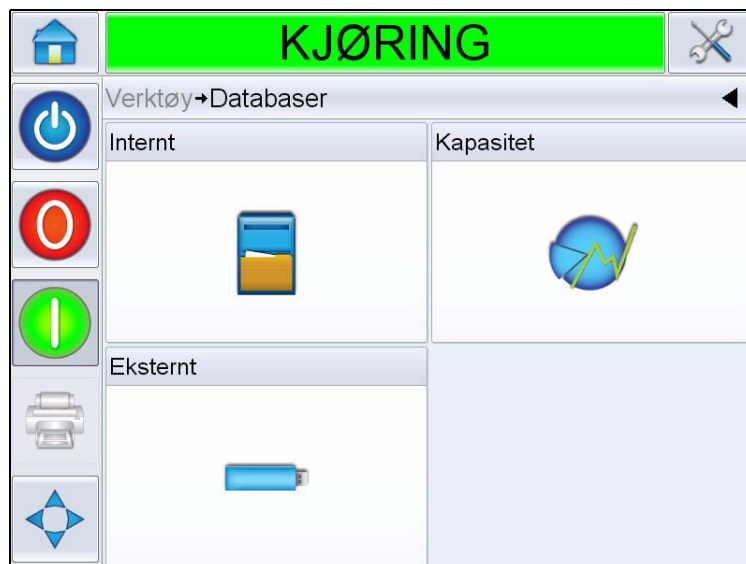 KJØRING
Verktøy→Databaser
Internt
Kapasitet
Eksternt